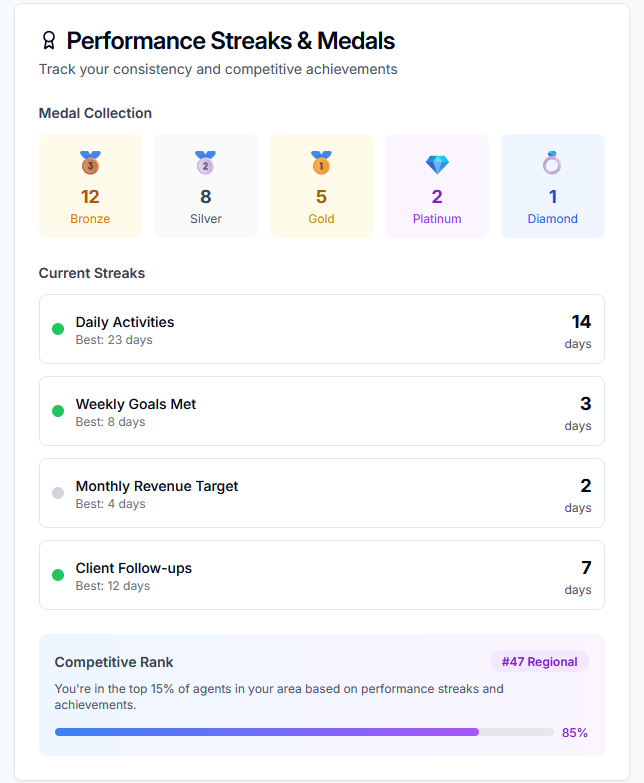 Performance Streaks & Medals
Track your consistency and competitive achievements
Medal Collection
3
12
Bronze
2
8
Silver
1
5
Gold
2
Platinum
1
Diamond
Current Streaks
Daily Activities
Best: 23 days
14
days
Weekly Goals Met
Best: 8 days
3
days
Monthly Revenue Target
Best: 4 days
2
days
Client Follow-ups
Best: 12 days
7
days
Competitive Rank
#47 Regional
You're in the top 15% of agents in your area based on performance streaks and
achievements.
85%